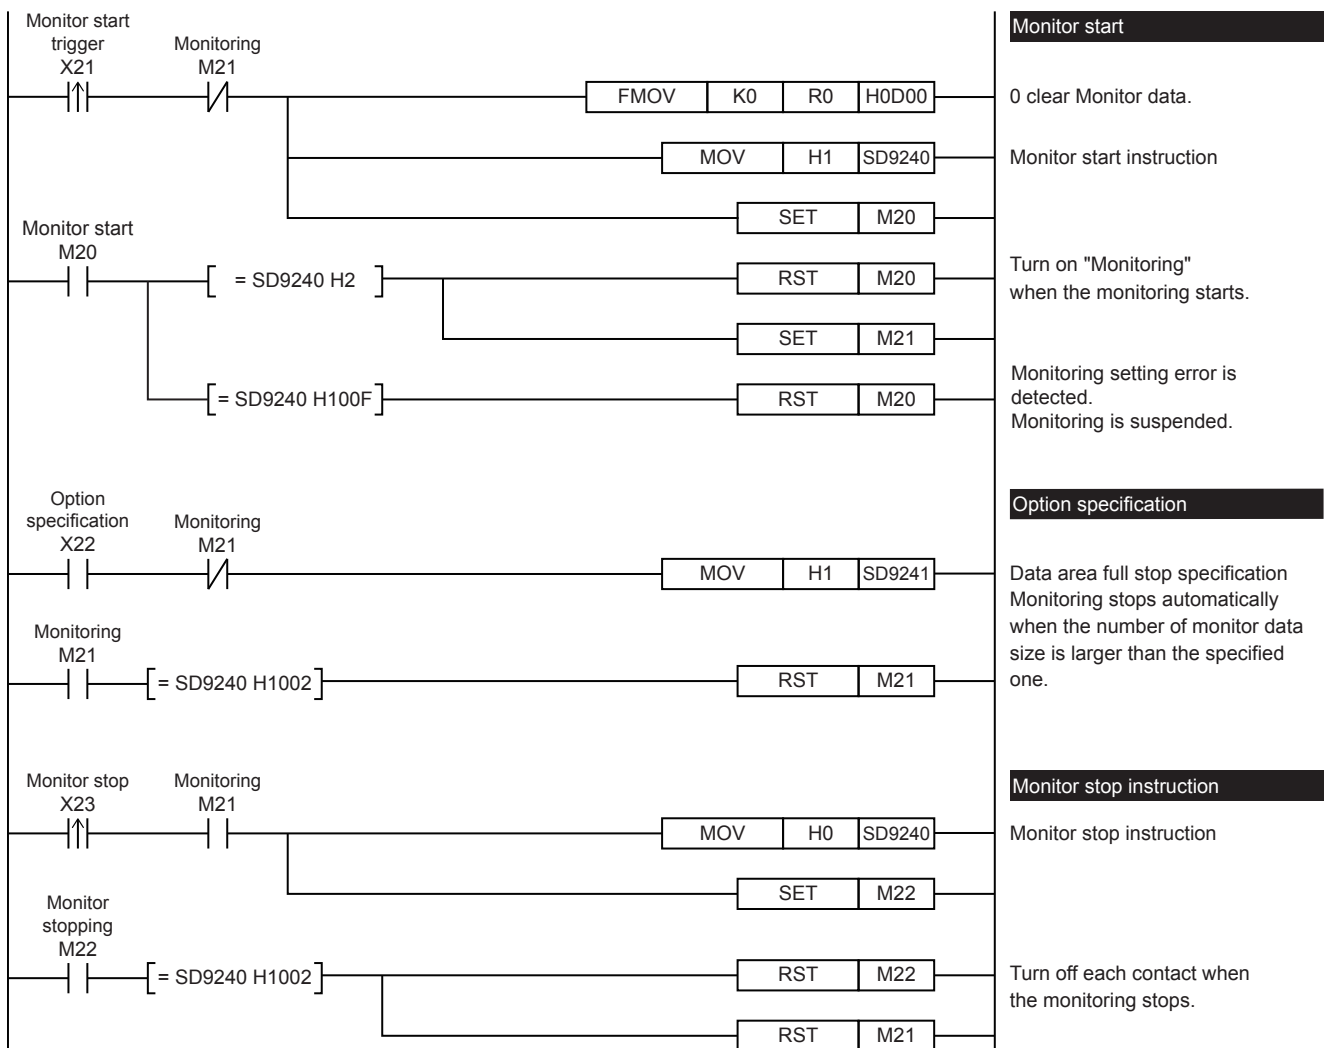 Monitor start
trigger
X21
Monitoring
M21
Monitor start
FMOV K0 R0 H0D00
0 clear Monitor data.
MOV H1 SD9240
Monitor start instruction
SET M20
Monitor start
M20
= SD9240 H2
RST M20
Turn on "Monitoring"
when the monitoring starts.
SET M21
= SD9240 H100F
RST M20
Monitoring setting error is
detected.
Monitoring is suspended.
Option
specification
X22
Monitoring
M21
Option specification
MOV H1 SD9241
Data area full stop specification
Monitoring stops automatically
when the number of monitor data
size is larger than the specified
one.
Monitoring
M21
= SD9240 H1002
RST M21
Monitor stop
X23
Monitoring
M21
Monitor stop instruction
MOV H0 SD9240
Monitor stop instruction
SET M22
Monitor
stopping
M22
= SD9240 H1002
RST M22
Turn off each contact when
the monitoring stops.
RST M21